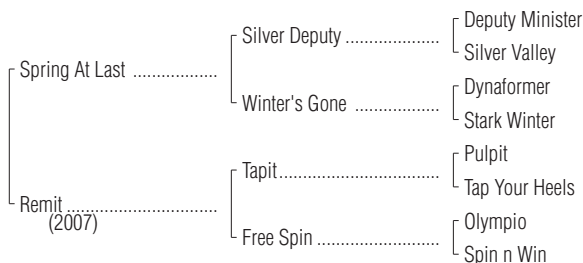 Deputy Minister
Silver Deputy ....................
Silver Valley
Spring At Last ..................
Dynaformer
Winter's Gone ..................
Stark Winter
Pulpit
Tapit..................................
Tap Your Heels
Remit ................................
(2007)
Olympio
Free Spin ..........................
Spin n Win